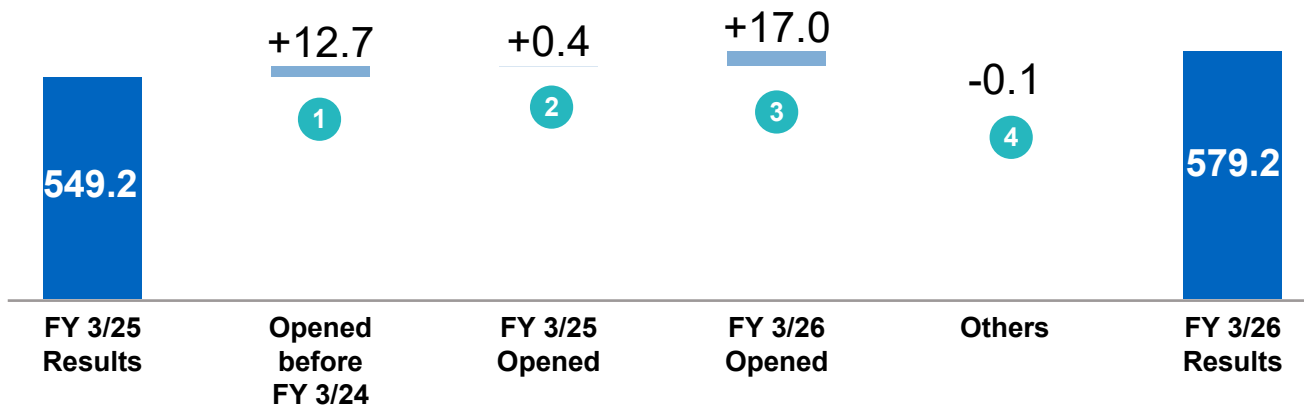 +12.7
+0.4
+17.0
-0.1
1
2
3
4
549.2
579.2
FY 3/25
Results
Opened
before
FY 3/24
FY 3/25
Opened
FY 3/26
Opened
Others
FY 3/26
Results